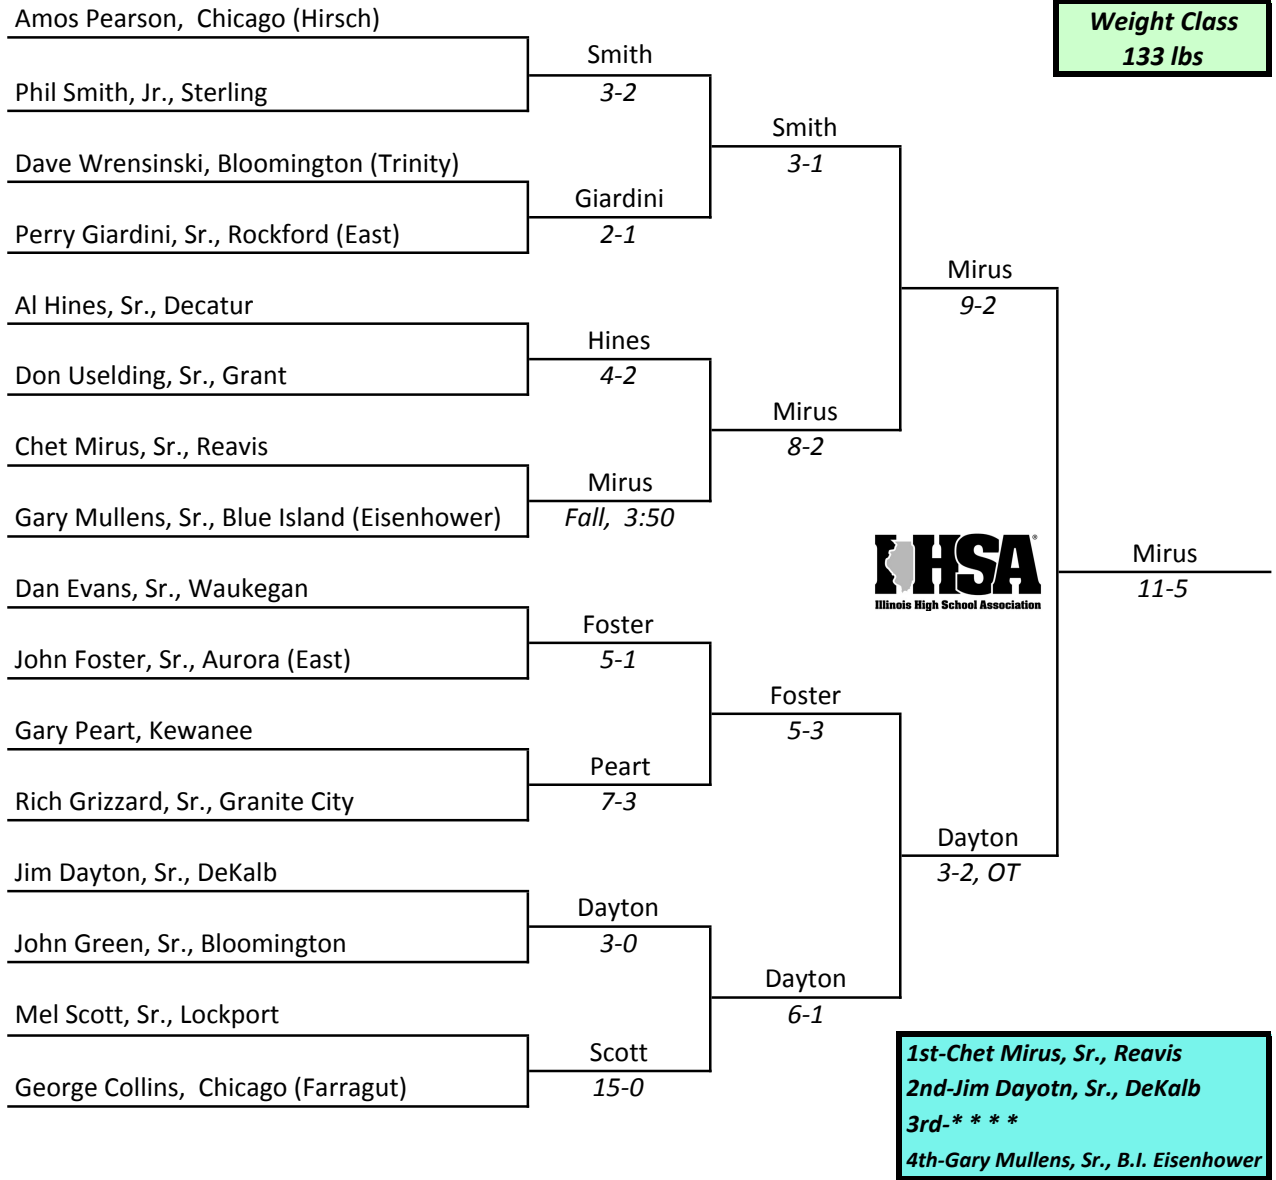 Amos Pearson,  Chicago (Hirsch)
Phil Smith, Jr., Sterling
Dave Wrensinski, Bloomington (Trinity)
Perry Giardini, Sr., Rockford (East)
Al Hines, Sr., Decatur
Don Uselding, Sr., Grant
Chet Mirus, Sr., Reavis
Gary Mullens, Sr., Blue Island (Eisenhower)
Dan Evans, Sr., Waukegan
John Foster, Sr., Aurora (East)
Gary Peart, Kewanee
Rich Grizzard, Sr., Granite City
Jim Dayton, Sr., DeKalb
John Green, Sr., Bloomington
Mel Scott, Sr., Lockport
George Collins,  Chicago (Farragut)
Smith
3-2
Giardini
2-1
Hines
4-2
Mirus
Fall,  3:50
Foster
5-1
Peart
7-3
Dayton
3-0
Scott
15-0
Smith
3-1
Mirus
8-2
Foster
5-3
Dayton
6-1
Mirus
9-2
Dayton
3-2, OT
Mirus
11-5
Weight Class
133 lbs
IHSA®
Illinois High School Association
1st-Chet Mirus, Sr., Reavis
2nd-Jim Dayotn, Sr., DeKalb
3rd-* * * *
4th-Gary Mullens, Sr., B.I. Eisenhower